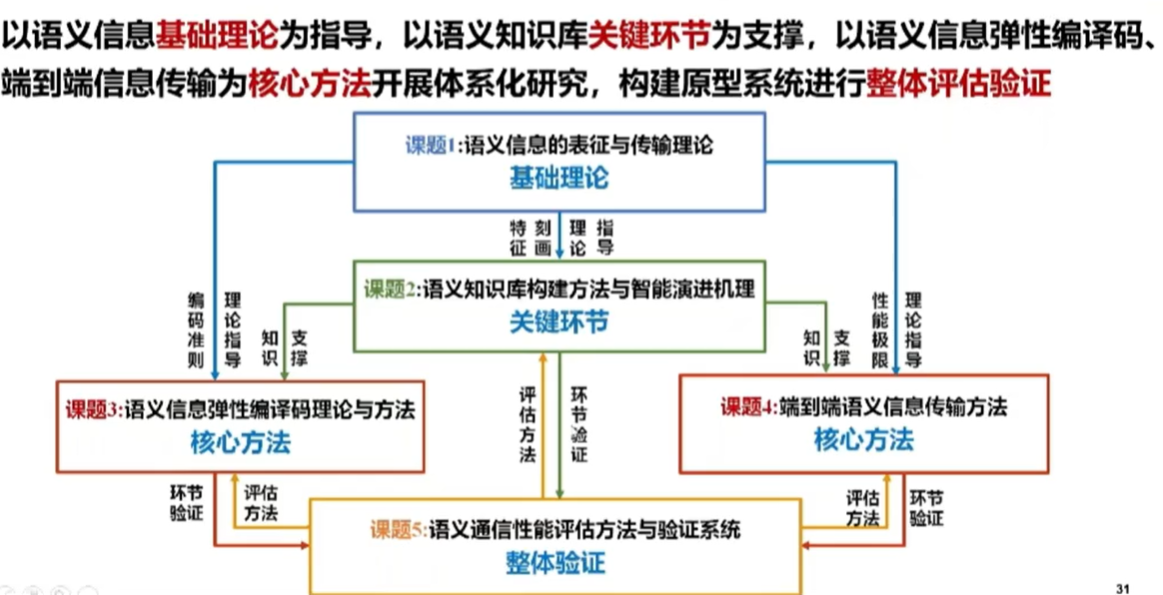 以语义信息基础理论为指导，以语义知识库关键环节为支撑，以语义信息弹性编译码、
端到端信息传输为核心方法开展体系化研究，构建原型系统进行整体评估验证
课题1:语义信息的表征与传输理论
基础理论
特征
刻画
理论
指导
课题2:语义知识库构建方法与智能演进机理
关键环节
编码准则
理论指导
知识
支撑
知识
支撑
性能极限
理论指导
课题3:语义信息弹性编译码理论与方法
核心方法
评估方法
环节验证
课题4:端到端语义信息传输方法
核心方法
环节
验证
评估
方法
评估
方法
环节
验证
课题5:语义通信性能评估方法与验证系统
整体验证
31